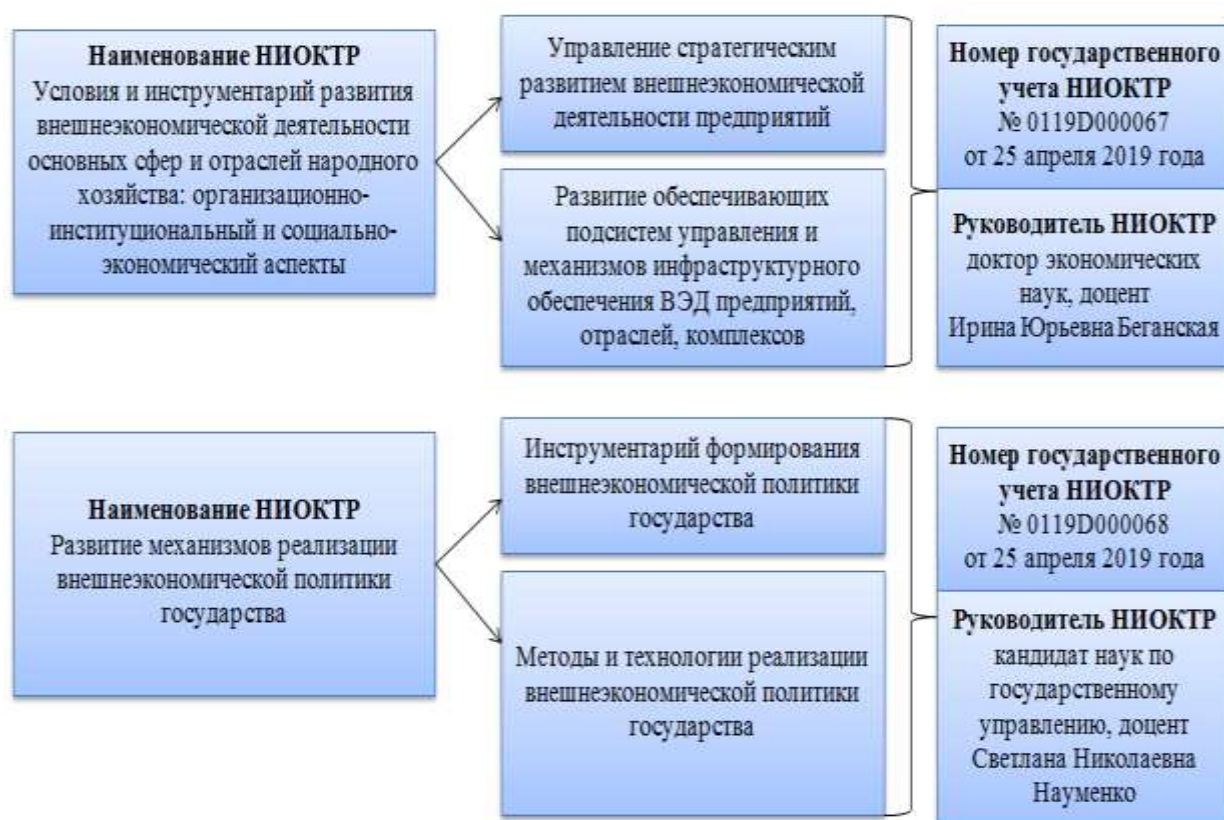 Наименование НИОКТР
Условия и инструментарий развития
внешнеэкономической деятельности
основных сфер и отраслей народного
хозяйства: организационно-
институциональный и социально-
экономический аспекты
Управление стратегическим
развитием внешнеэкономической
деятельности предприятий
Развитие обеспечивающих
подсистем управления и
механизмов инфраструктурного
обеспечения ВЭД предприятий,
отраслей, комплексов
Номер государственного
учета НИОКТР
№ 0119D000067
от 25 апреля 2019 года
Руководитель НИОКТР
доктор экономических
наук, доцент
Ирина Юрьевна Беганская
Наименование НИОКТР
Развитие механизмов реализации
внешнеэкономической политики
государства
Инструментарий формирования
внешнеэкономической политики
государства
Методы и технологии реализации
внешнеэкономической политики
государства
Номер государственного
учета НИОКТР
№ 0119D000068
от 25 апреля 2019 года
Руководитель НИОКТР
кандидат наук по
государственному
управлению, доцент
Светлана Николаевна
Науменко